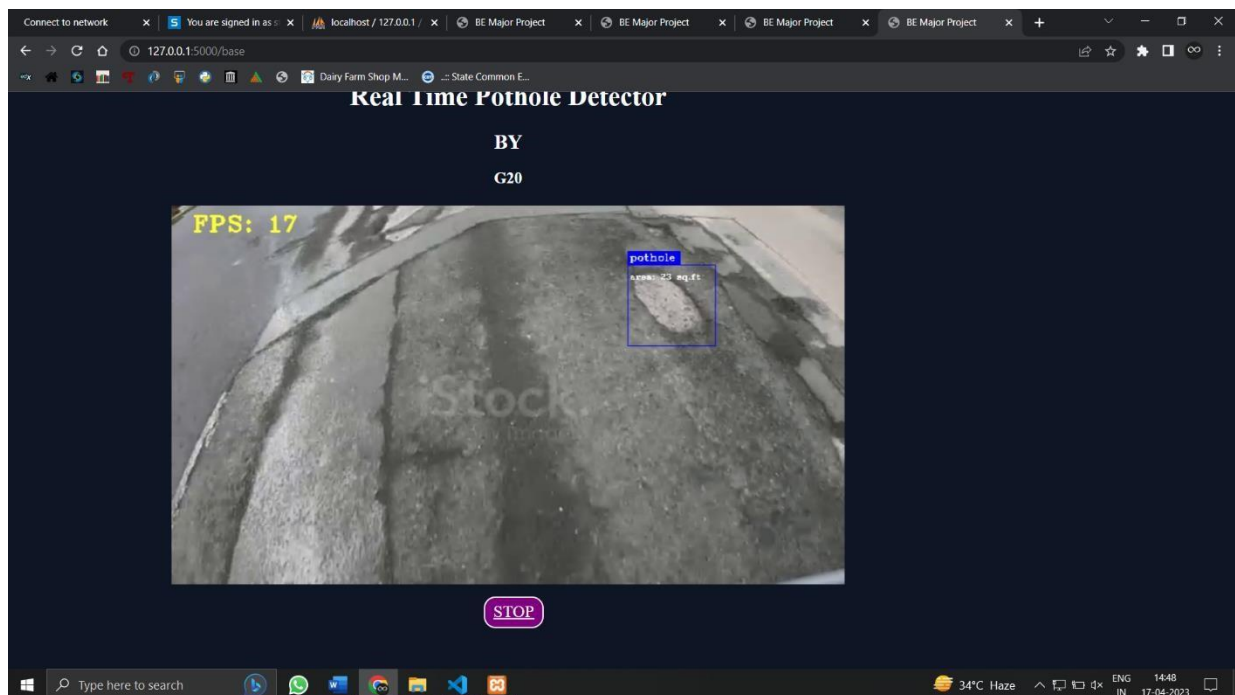 Connect to network
You are signed in as s
localhost / 127.0.0.1 /
BE Major Project
BE Major Project
BE Major Project
BE Major Project
127.0.0.1:5000/base
Dairy Farm Shop M...
..:: State Common E...
Real Time Pothole Detector
BY
G20
FPS: 17
pothole
area: 23 sq.ft
iStock.
STOP
Type here to search
34°C Haze
ENG
IN
14:48
17-04-2023